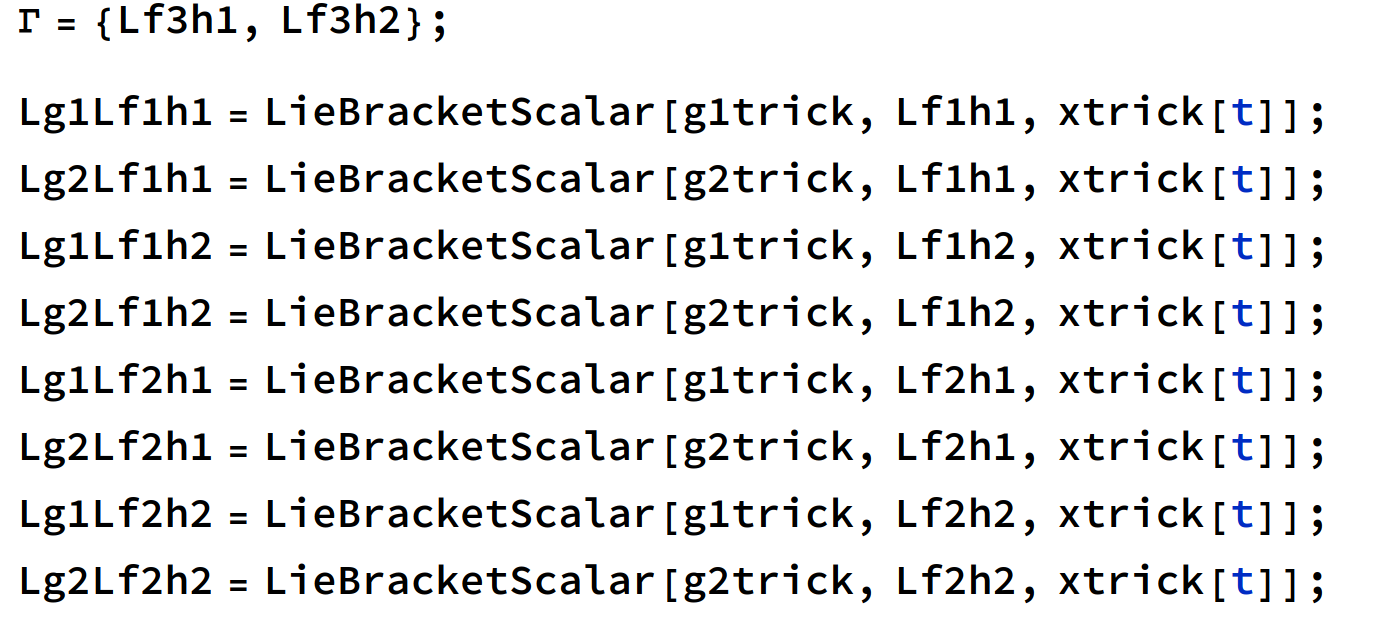 Γ = {Lf3h1, Lf3h2};
Lg1Lf1h1 = LieBracketScalar[g1trick, Lf1h1, xtrick[t]];
Lg2Lf1h1 = LieBracketScalar[g2trick, Lf1h1, xtrick[t]];
Lg1Lf1h2 = LieBracketScalar[g1trick, Lf1h2, xtrick[t]];
Lg2Lf1h2 = LieBracketScalar[g2trick, Lf1h2, xtrick[t]];
Lg1Lf2h1 = LieBracketScalar[g1trick, Lf2h1, xtrick[t]];
Lg2Lf2h1 = LieBracketScalar[g2trick, Lf2h1, xtrick[t]];
Lg1Lf2h2 = LieBracketScalar[g1trick, Lf2h2, xtrick[t]];
Lg2Lf2h2 = LieBracketScalar[g2trick, Lf2h2, xtrick[t]];